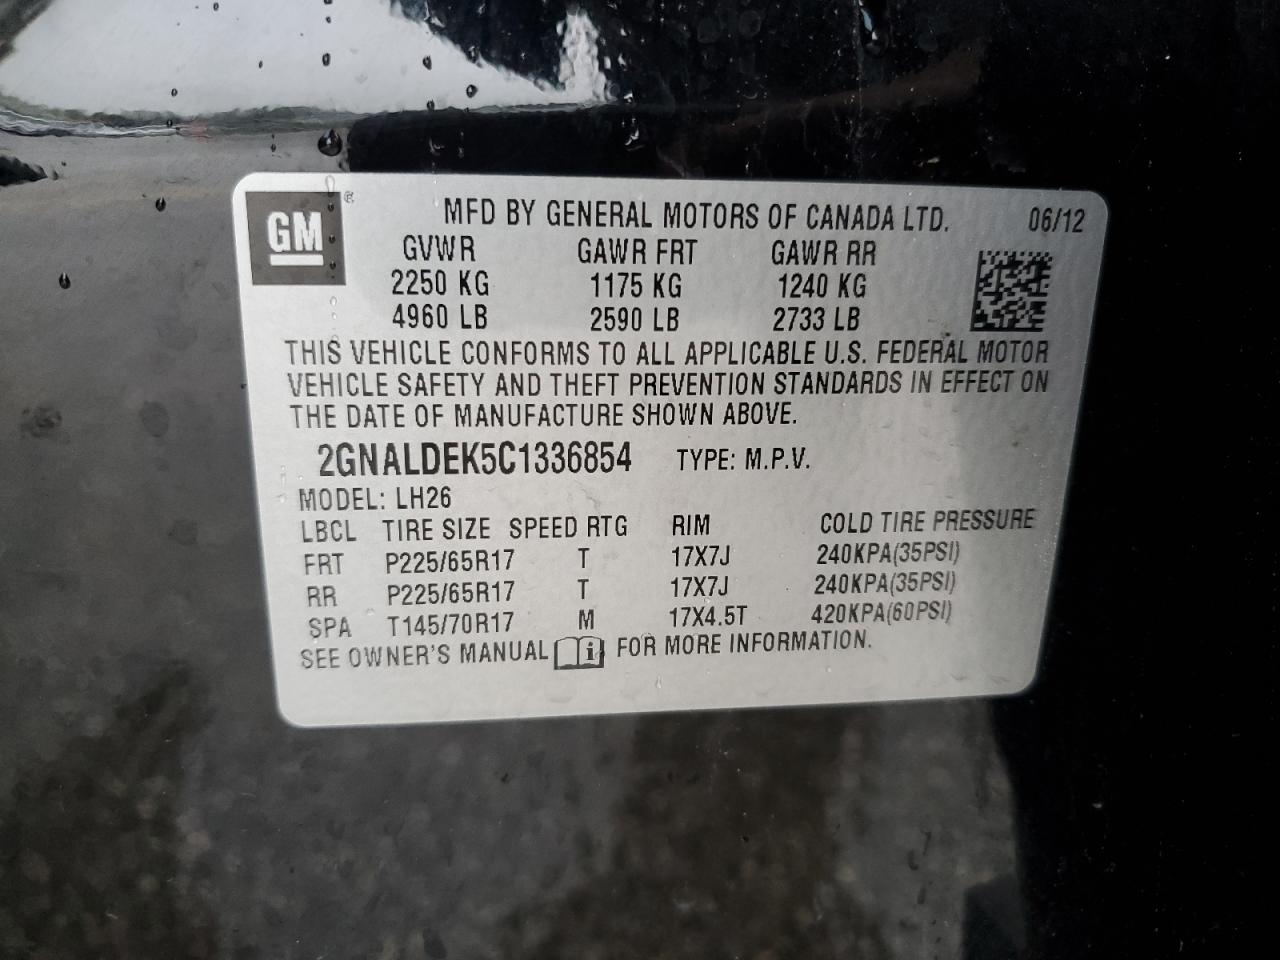 GM ®
MFD BY GENERAL MOTORS OF CANADA LTD. 06/12
GVWR GAWR FRT GAWR RR
2250 KG 1175 KG 1240 KG
4960 LB 2590 LB 2733 LB
THIS VEHICLE CONFORMS TO ALL APPLICABLE U.S. FEDERAL MOTOR
VEHICLE SAFETY AND THEFT PREVENTION STANDARDS IN EFFECT ON
THE DATE OF MANUFACTURE SHOWN ABOVE.
2GNALDEK5C1336854 TYPE: M.P.V.
MODEL: LH26
LBCL TIRE SIZE SPEED RTG RIM COLD TIRE PRESSURE
FRT P225/65R17 T 17X7J 240KPA(35PSI)
RR P225/65R17 T 17X7J 240KPA(35PSI)
SPA T145/70R17 M 17X4.5T 420KPA(60PSI)
SEE OWNER'S MANUAL i FOR MORE INFORMATION.